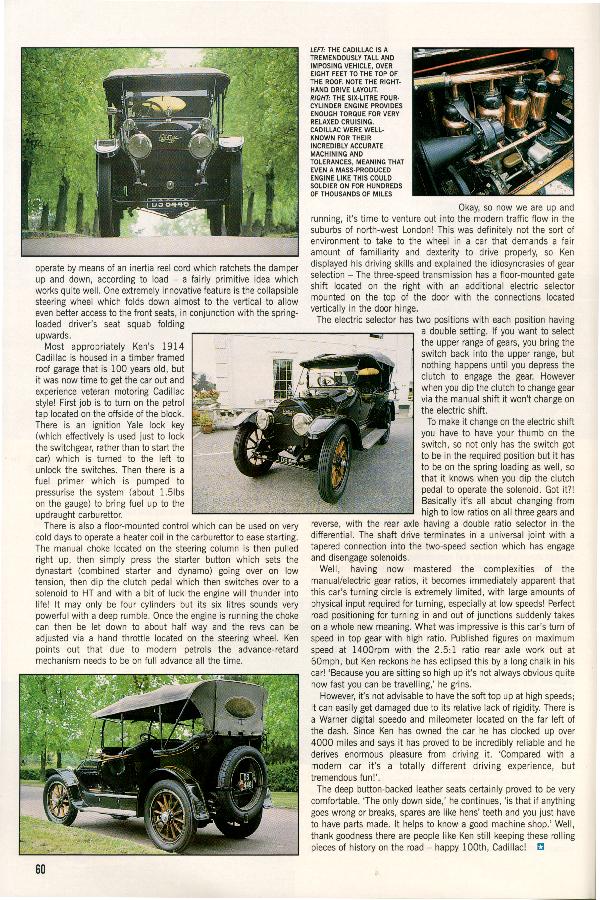 LEFT: THE CADILLAC IS A
TREMENDOUSLY TALL AND
IMPOSING VEHICLE, OVER
EIGHT FEET TO THE TOP OF
THE ROOF. NOTE THE RIGHT-
HAND DRIVE LAYOUT.
RIGHT: THE SIX-LITRE FOUR-
CYLINDER ENGINE PROVIDES
ENOUGH TORQUE FOR VERY
RELAXED CRUISING.
CADILLAC WERE WELL-
KNOWN FOR THEIR
INCREDIBLY ACCURATE
MACHINING AND
TOLERANCES, MEANING THAT
EVEN A MASS-PRODUCED
ENGINE LIKE THIS COULD
SOLDIER ON FOR HUNDREDS
OF THOUSANDS OF MILES
operate by means of an inertia reel cord which ratchets the damper
up and down, according to load – a fairly primitive idea which
works quite well. One extremely innovative feature is the collapsible
steering wheel which folds down almost to the vertical to allow
even better access to the front seats, in conjunction with the spring-
loaded driver's seat squab folding
upwards.
Most appropriately Ken's 1914
Cadillac is housed in a timber framed
roof garage that is 100 years old, but
it was now time to get the car out and
experience veteran motoring Cadillac
style! First job is to turn on the petrol
tap located on the offside of the block.
There is an ignition Yale lock key
(which effectively is used just to lock
the switchgear, rather than to start the
car) which is turned to the left to
unlock the switches. Then there is a
fuel primer which is pumped to
pressurise the system (about 1.5lbs
on the gauge) to bring fuel up to the
updraught carburettor.
There is also a floor-mounted control which can be used on very
cold days to operate a heater coil in the carburettor to ease starting.
The manual choke located on the steering column is then pulled
right up, then simply press the starter button which sets the
dynastart (combined starter and dynamo) going over on low
tension, then dip the clutch pedal which then switches over to a
solenoid to HT and with a bit of luck the engine will thunder into
life! It may only be four cylinders but its six litres sounds very
powerful with a deep rumble. Once the engine is running the choke
can then be let down to about half way and the revs can be
adjusted via a hand throttle located on the steering wheel. Ken
points out that due to modern petrols the advance-retard
mechanism needs to be on full advance all the time.
Okay, so now we are up and
running, it's time to venture out into the modern traffic flow in the
suburbs of north-west London! This was definitely not the sort of
environment to take to the wheel in a car that demands a fair
amount of familiarity and dexterity to drive properly, so Ken
displayed his driving skills and explained the idiosyncrasies of gear
selection – The three-speed transmission has a floor-mounted gate
shift located on the right with an additional electric selector
mounted on the top of the door with the connections located
vertically in the door hinge.
The electric selector has two positions with each position having
a double setting. If you want to select
the upper range of gears, you bring the
switch back into the upper range, but
nothing happens until you depress the
clutch to engage the gear. However
when you dip the clutch to change gear
via the manual shift it won't change on
the electric shift.
To make it change on the electric shift
you have to have your thumb on the
switch, so not only has the switch got
to be in the required position but it has
to be on the spring loading as well, so
that it knows when you dip the clutch
pedal to operate the solenoid. Got it?!
Basically it's all about changing from
high to low ratios on all three gears and
reverse, with the rear axle having a double ratio selector in the
differential. The shaft drive terminates in a universal joint with a
tapered connection into the two-speed section which has engage
and disengage solenoids.
Well, having now mastered the complexities of the
manual/electric gear ratios, it becomes immediately apparent that
this car's turning circle is extremely limited, with large amounts of
physical input required for turning, especially at low speeds! Perfect
road positioning for turning in and out of junctions suddenly takes
on a whole new meaning. What was impressive is this car's turn of
speed in top gear with high ratio. Published figures on maximum
speed at 1400rpm with the 2.5:1 ratio rear axle work out at
60mph, but Ken reckons he has eclipsed this by a long chalk in his
car! 'Because you are sitting so high up it's not always obvious quite
how fast you can be travelling,' he grins.
However, it's not advisable to have the soft top up at high speeds;
it can easily get damaged due to its relative lack of rigidity. There is
a Warner digital speedo and mileometer located on the far left of
the dash. Since Ken has owned the car he has clocked up over
4000 miles and says it has proved to be incredibly reliable and he
derives enormous pleasure from driving it. 'Compared with a
modern car it's a totally different driving experience, but
tremendous fun!'.
The deep button-backed leather seats certainly proved to be very
comfortable. 'The only down side,' he continues, 'is that if anything
goes wrong or breaks, spares are like hens' teeth and you just have
to have parts made. It helps to know a good machine shop.' Well,
thank goodness there are people like Ken still keeping these rolling
pieces of history on the road – happy 100th, Cadillac!
60